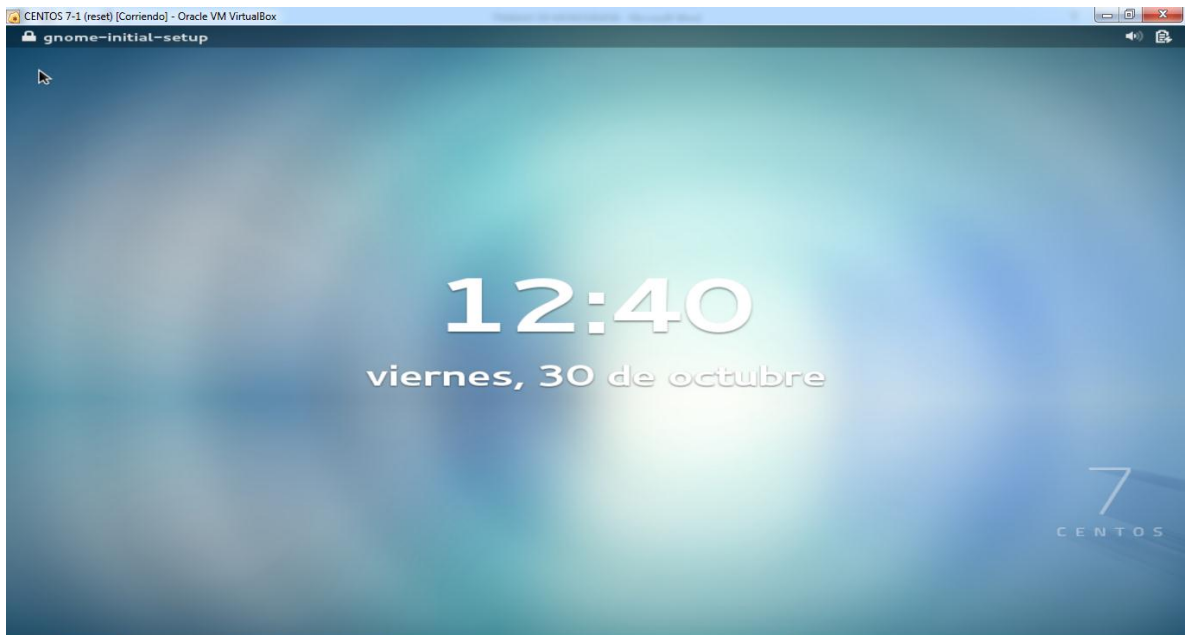 CENTOS 7-1 (reset) [Corriendo] - Oracle VM VirtualBox
gnome-initial-setup
12:40
viernes, 30 de octubre
7
CENTOS